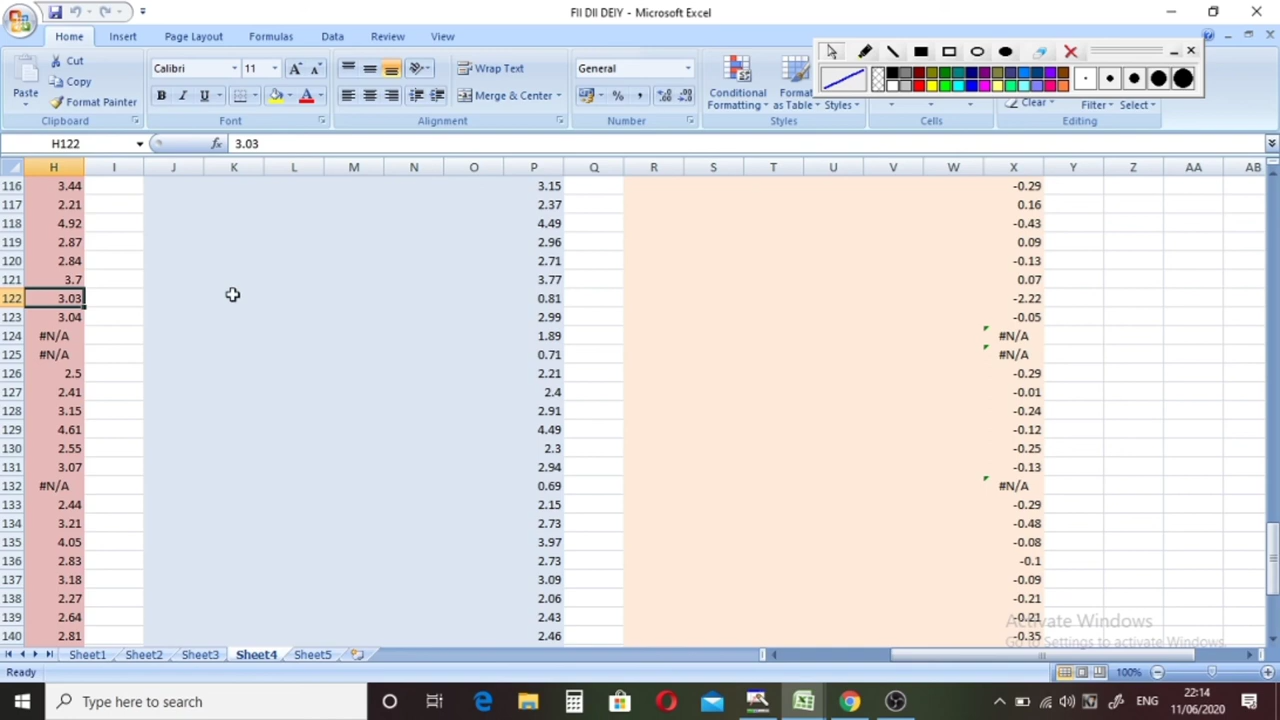 FII DII DEIY - Microsoft Excel
Home Insert Page Layout Formulas Data Review View
Cut
Copy
Format Painter
Paste
Clipboard
Calibri 11
B I U
Font
Wrap Text
Merge & Center
Alignment
General
Number
Conditional Formatting
Format as Table
Styles
Styles
Cells
Clear
Filter
Select
Editing
H122 fx 3.03
H I J K L M N O P Q R S T U V W X Y Z AA AB
116 3.44 3.15 -0.29
117 2.21 2.37 0.16
118 4.92 4.49 -0.43
119 2.87 2.96 0.09
120 2.84 2.71 -0.13
121 3.7 3.77 0.07
122 3.03 0.81 -2.22
123 3.04 2.99 -0.05
124 #N/A 1.89 #N/A
125 #N/A 0.71 #N/A
126 2.5 2.21 -0.29
127 2.41 2.4 -0.01
128 3.15 2.91 -0.24
129 4.61 4.49 -0.12
130 2.55 2.3 -0.25
131 3.07 2.94 -0.13
132 #N/A 0.69 #N/A
133 2.44 2.15 -0.29
134 3.21 2.73 -0.48
135 4.05 3.97 -0.08
136 2.83 2.73 -0.1
137 3.18 3.09 -0.09
138 2.27 2.06 -0.21
139 2.64 2.43 -0.21
140 2.81 2.46 -0.35
Activate Windows
Go to Settings to activate Windows.
Sheet1 Sheet2 Sheet3 Sheet4 Sheet5
Ready 100%
Type here to search
ENG
22:14
11/06/2020